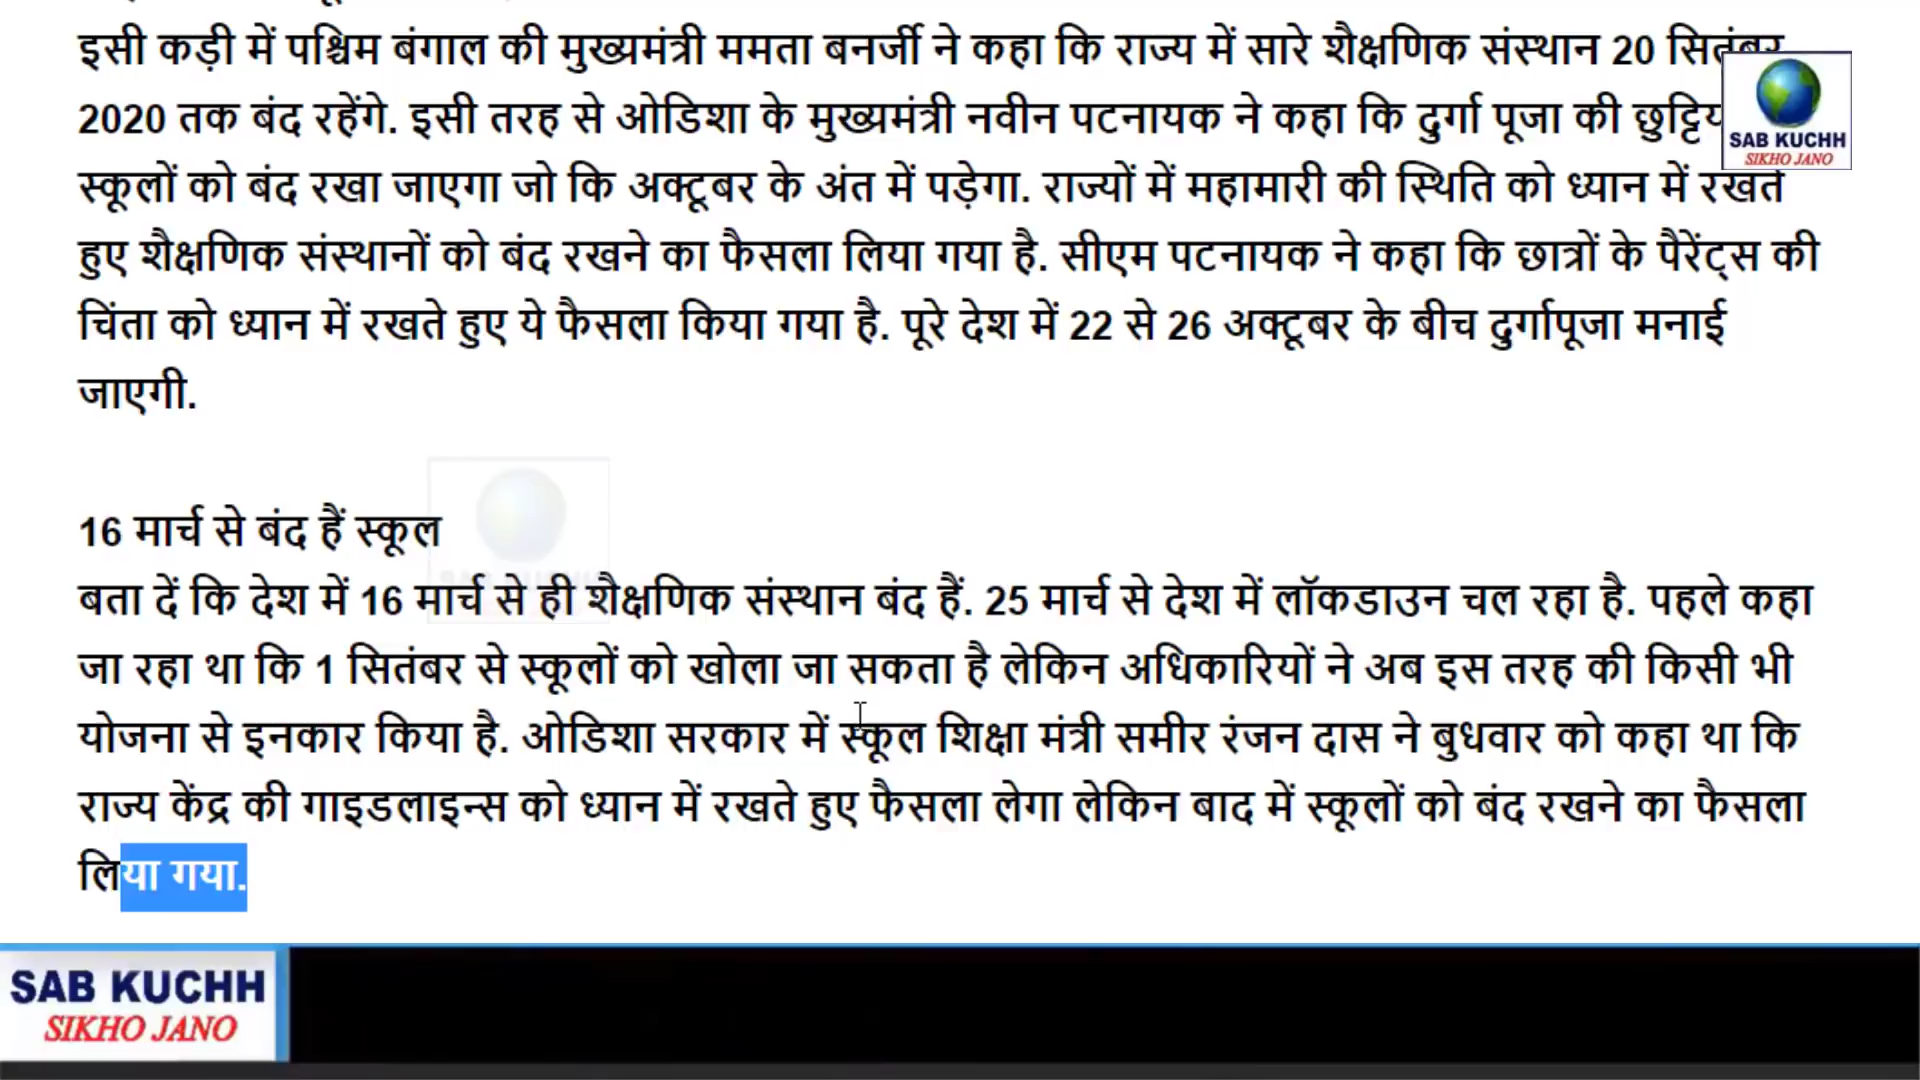 इसी कड़ी में पश्चिम बंगाल की मुख्यमंत्री ममता बनर्जी ने कहा कि राज्य में सारे शैक्षणिक संस्थान 20 सितंबर
2020 तक बंद रहेंगे. इसी तरह से ओडिशा के मुख्यमंत्री नवीन पटनायक ने कहा कि दुर्गा पूजा की
स्कूलों को बंद रखा जाएगा जो कि अक्टूबर के अंत में पड़ेगा. राज्यों में महामारी की स्थिति को ध्यान में रखते
हुए शैक्षणिक संस्थानों को बंद रखने का फैसला लिया गया है. सीएम पटनायक ने कहा कि छात्रों के पैरेंट्स की
चिंता को ध्यान में रखते हुए ये फैसला किया गया है. पूरे देश में 22 से 26 अक्टूबर के बीच दुर्गापूजा मनाई
जाएगी.
SAB KUCHH
SIKHO JANO
16 मार्च से बंद हैं स्कूल
बता दें कि देश में 16 मार्च से ही शैक्षणिक संस्थान बंद हैं. 25 मार्च से देश में लॉकडाउन चल रहा है. पहले कहा
जा रहा था कि 1 सितंबर से स्कूलों को खोला जा सकता है लेकिन अधिकारियों ने अब इस तरह की किसी भी
योजना से इनकार किया है. ओडिशा सरकार में स्कूल शिक्षा मंत्री समीर रंजन दास ने बुधवार को कहा था कि
राज्य केंद्र की गाइडलाइन्स को ध्यान में रखते हुए फैसला लेगा लेकिन बाद में स्कूलों को बंद रखने का फैसला
लिया गया.
SAB KUCHH
SIKHO JANO